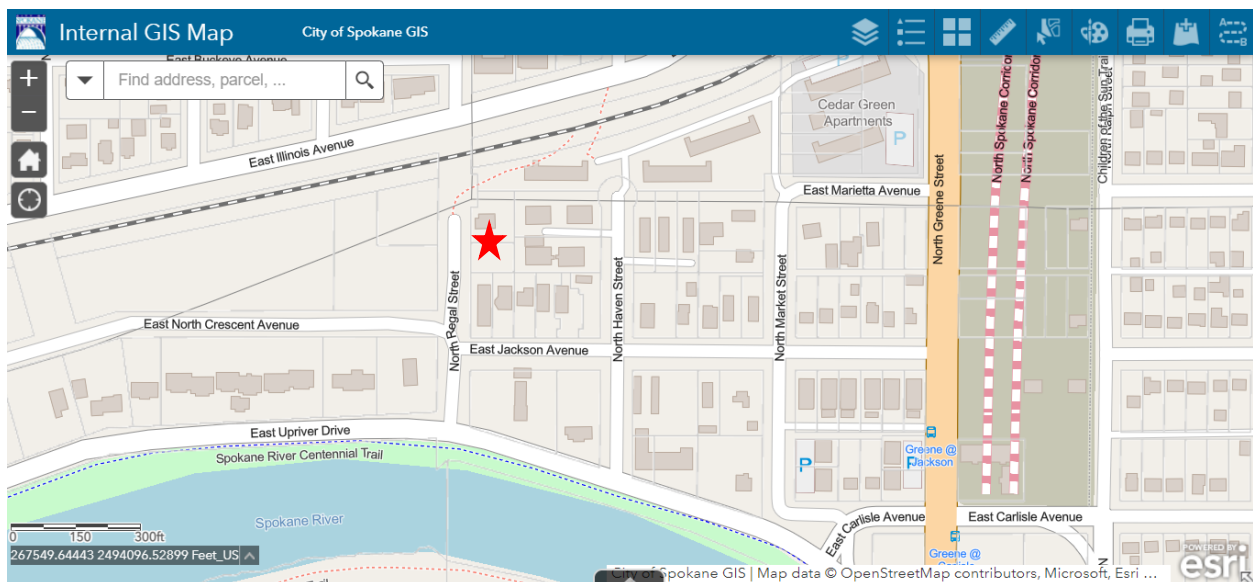 Internal GIS Map
City of Spokane GIS
A
B
East Buckeye Avenue
Find address, parcel, ...
P
Cedar Green
Apartments
P
North Spokane Corridor
North Spokane Corridor
Children of the Sun Trail
North Ralph Street
East Illinois Avenue
East Marietta Avenue
North Greene Street
North Regal Street
North Haven Street
North Market Street
East North Crescent Avenue
East Jackson Avenue
East Upriver Drive
Spokane River Centennial Trail
Greene @
Jackson
P
P
Spokane River
East Carlisle Avenue
East Carlisle Avenue
Greene @
0 150 300ft
267549.64443 2494096.52899 Feet_US
City of Spokane GIS | Map data © OpenStreetMap contributors, Microsoft, Esri ...
POWERED BY
esri
N